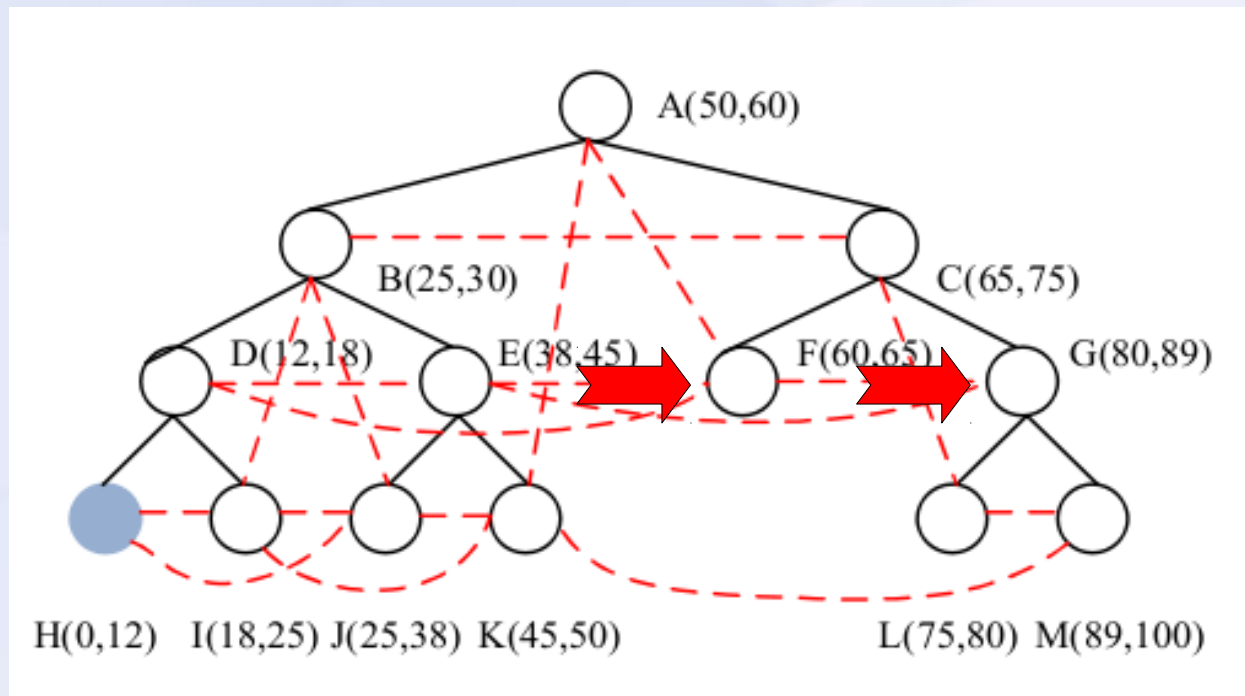 A(50,60)
B(25,30)
C(65,75)
D(12,18)
E(38,45)
F(60,65)
G(80,89)
H(0,12)
I(18,25)
J(25,38)
K(45,50)
L(75,80)
M(89,100)